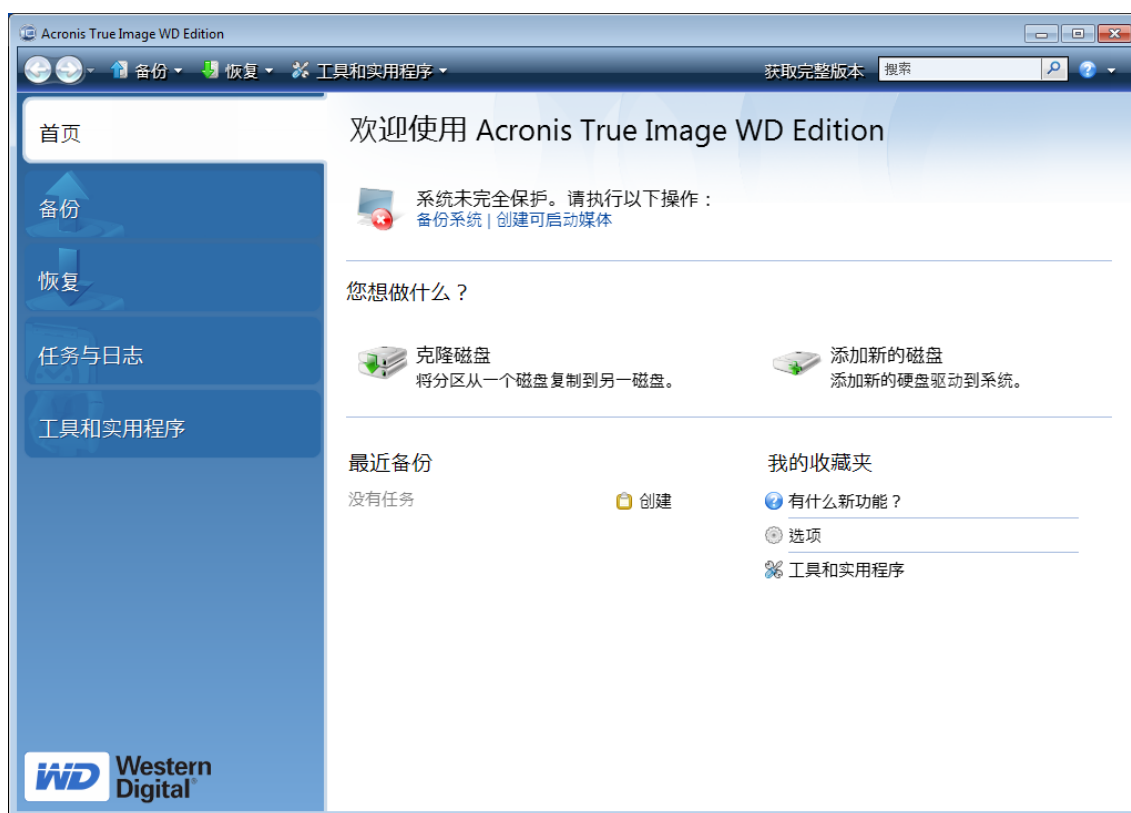 Acronis True Image WD Edition
备份 恢复 工具和实用程序 获取完整版本 搜索
首页
备份
恢复
任务与日志
工具和实用程序
欢迎使用 Acronis True Image WD Edition
系统未完全保护。请执行以下操作：
备份系统 | 创建可启动媒体
您想做什么？
克隆磁盘
将分区从一个磁盘复制到另一磁盘。
添加新的磁盘
添加新的硬盘驱动到系统。
最近备份
没有任务 创建
我的收藏夹
有什么新功能？
选项
工具和实用程序
WD Western
Digital®